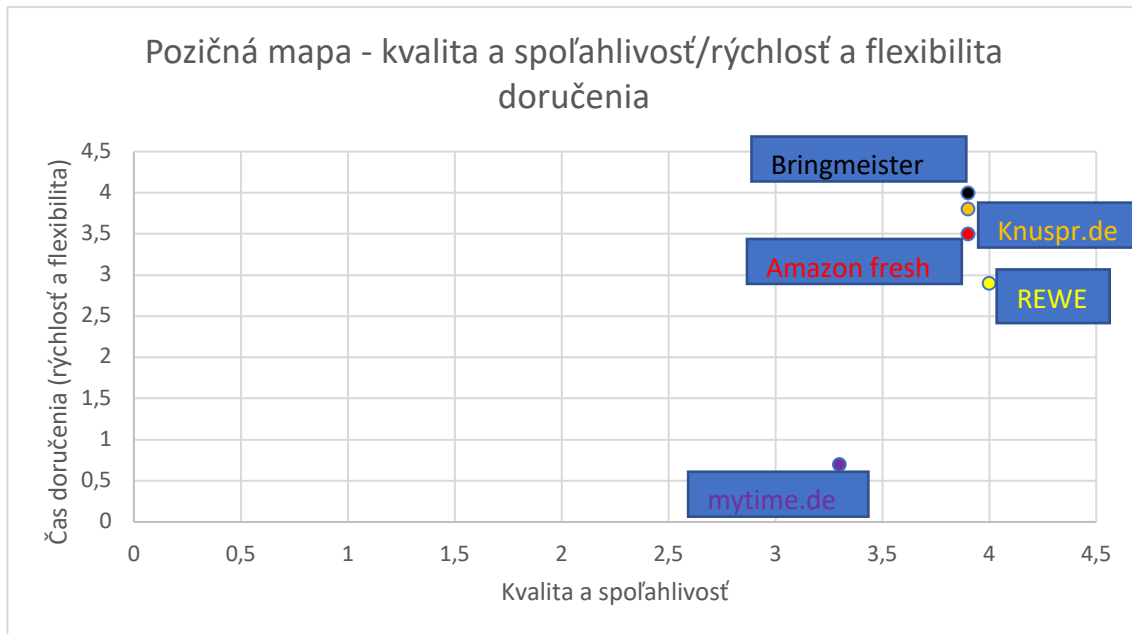 Pozičná mapa - kvalita a spoľahlivosť/rýchlosť a flexibilita
doručenia
Čas doručenia (rýchlosť a flexibilita)
4,5
4
3,5
3
2,5
2
1,5
1
0,5
0
Bringmeister
Knuspr.de
Amazon fresh
REWE
mytime.de
0
0,5
1
1,5
2
2,5
3
3,5
4
4,5
Kvalita a spoľahlivosť